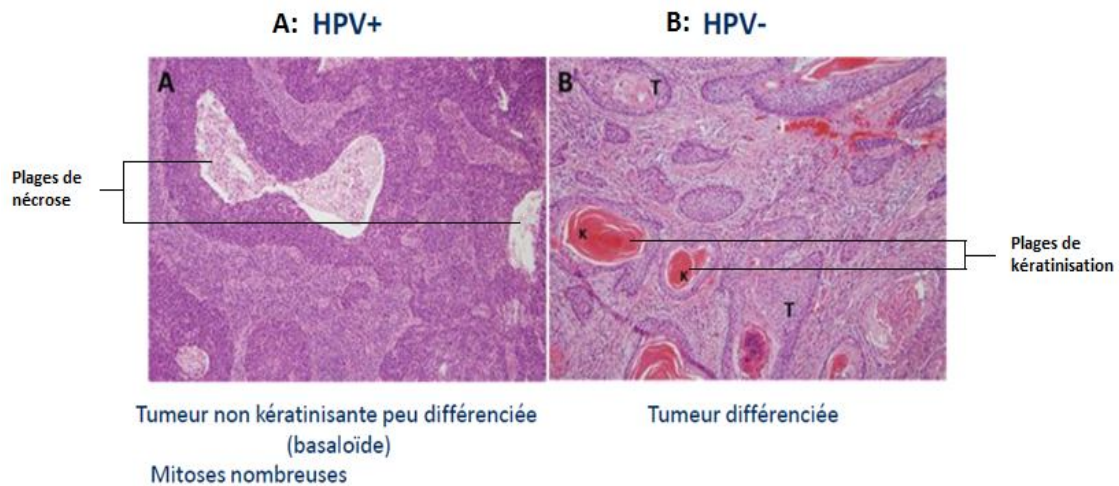 A: HPV+
B: HPV-
A
B
T
Plages de
nécrose
K
K
Plages de
kératinisation
T
Tumeur non kératinisante peu différenciée
(basaloïde)
Mitoses nombreuses
Tumeur différenciée